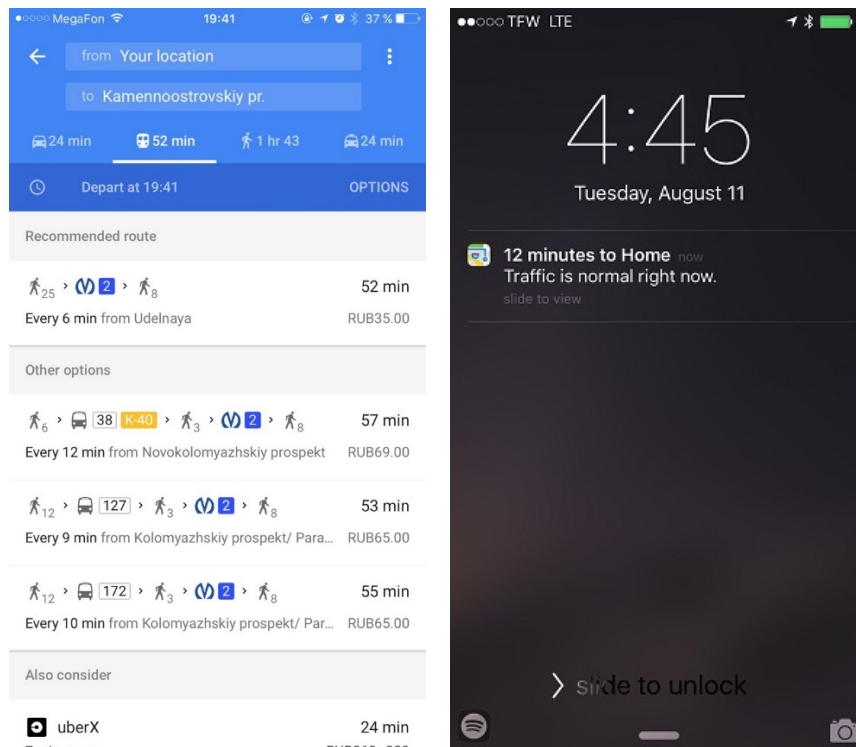 MegaFon 19:41 37 %
from Your location
to Kamennoostrovskiy pr.
24 min 52 min 1 hr 43 24 min
Depart at 19:41 OPTIONS
Recommended route
25 2 8 52 min
Every 6 min from Udelnaya RUB35.00
Other options
6 38 K-40 3 2 8 57 min
Every 12 min from Novokolomyazhskiy prospekt RUB69.00
12 127 3 2 8 53 min
Every 9 min from Kolomyazhskiy prospekt/ Para... RUB65.00
12 172 3 2 8 55 min
Every 10 min from Kolomyazhskiy prospekt/ Par... RUB65.00
Also consider
uberX 24 min
TFW LTE
4:45
Tuesday, August 11
12 minutes to Home now
Traffic is normal right now.
slide to view
slide to unlock